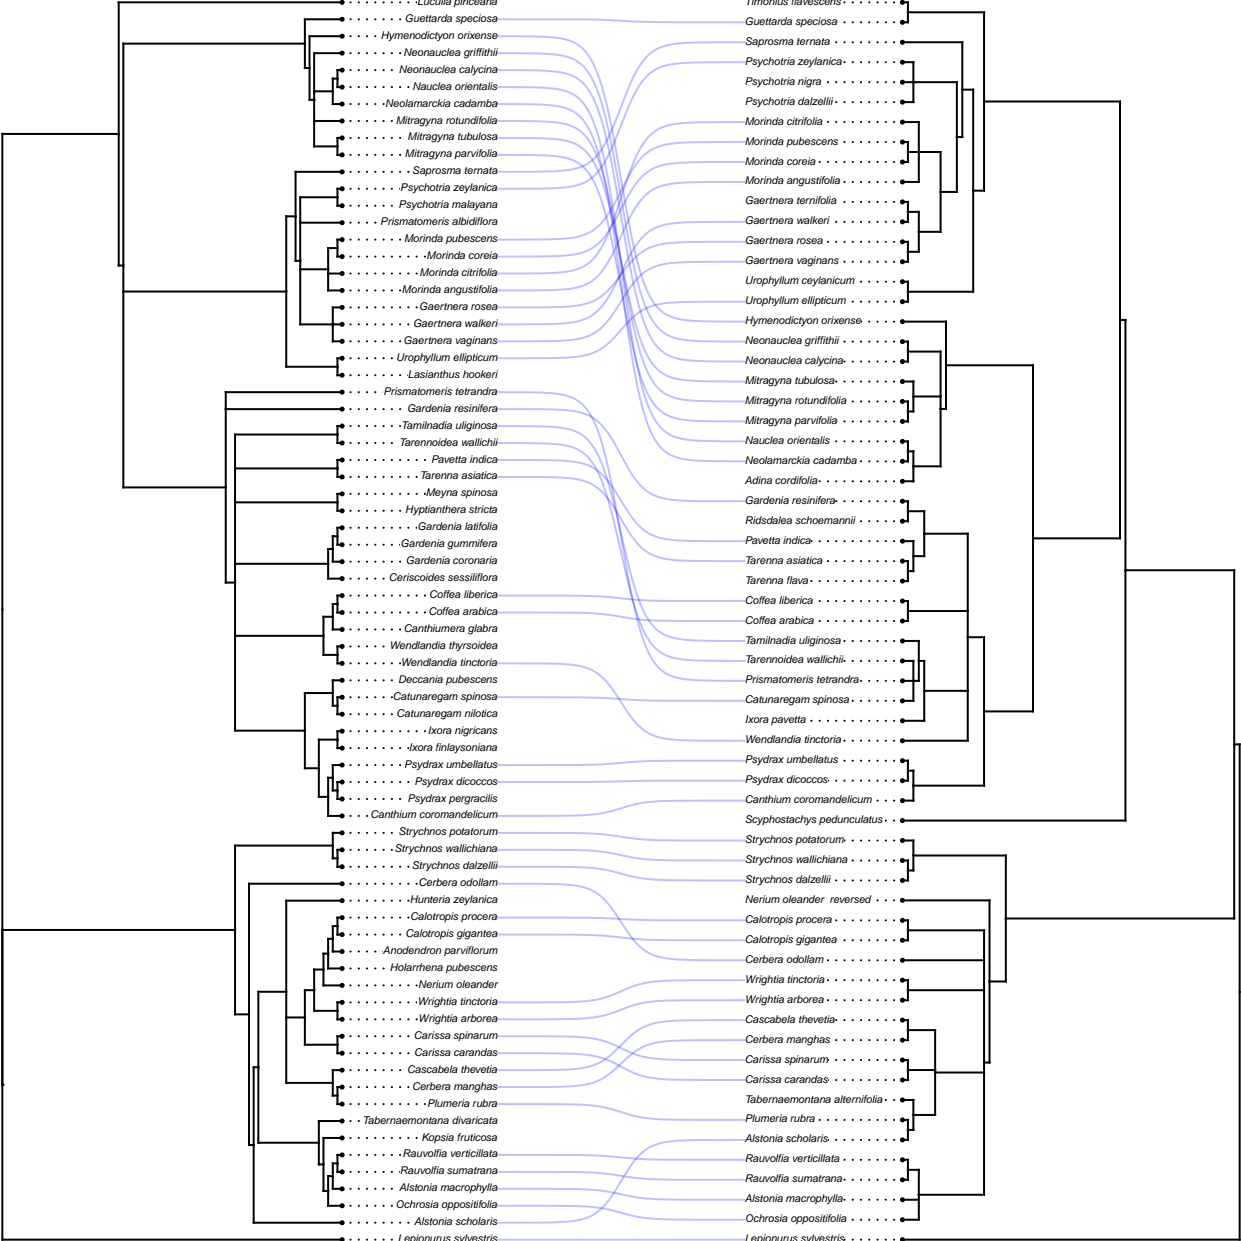 Luculia pinceana
Guettarda speciosa
Hymenodictyon orixense
Neonauclea griffithii
Neonauclea calycina
Nauclea orientalis
Neolamarckia cadamba
Mitragyna rotundifolia
Mitragyna tubulosa
Mitragyna parvifolia
Saprosma ternata
Psychotria zeylanica
Psychotria malayana
Prismatomeris albidiflora
Morinda pubescens
Morinda coreia
Morinda citrifolia
Morinda angustifolia
Gaertnera rosea
Gaertnera walkeri
Gaertnera vaginans
Urophyllum ellipticum
Lasianthus hookeri
Prismatomeris tetrandra
Gardenia resinifera
Tamilnadia uliginosa
Tarennoidea wallichii
Pavetta indica
Tarenna asiatica
Meyna spinosa
Hyptianthera stricta
Gardenia latifolia
Gardenia gummifera
Gardenia coronaria
Ceriscoides sessiliflora
Coffea liberica
Coffea arabica
Canthiumera glabra
Wendlandia thyrsoidea
Wendlandia tinctoria
Deccania pubescens
Catunaregam spinosa
Catunaregam nilotica
Ixora nigricans
Ixora finlaysoniana
Psydrax umbellatus
Psydrax dicoccos
Psydrax pergracilis
Canthium coromandelicum
Strychnos potatorum
Strychnos wallichiana
Strychnos dalzellii
Cerbera odollam
Hunteria zeylanica
Calotropis procera
Calotropis gigantea
Anodendron parviflorum
Holarrhena pubescens
Nerium oleander
Wrightia tinctoria
Wrightia arborea
Carissa spinarum
Carissa carandas
Cascabela thevetia
Cerbera manghas
Plumeria rubra
Tabernaemontana divaricata
Kopsia fruticosa
Rauvolfia verticillata
Rauvolfia sumatrana
Alstonia macrophylla
Ochrosia oppositifolia
Alstonia scholaris
Lepionurus sylvestris
Timonius flavescens
Guettarda speciosa
Saprosma ternata
Psychotria zeylanica
Psychotria nigra
Psychotria dalzellii
Morinda citrifolia
Morinda pubescens
Morinda coreia
Morinda angustifolia
Gaertnera ternifolia
Gaertnera walkeri
Gaertnera rosea
Gaertnera vaginans
Urophyllum ceylanicum
Urophyllum ellipticum
Hymenodictyon orixense
Neonauclea griffithii
Neonauclea calycina
Mitragyna tubulosa
Mitragyna rotundifolia
Mitragyna parvifolia
Nauclea orientalis
Neolamarckia cadamba
Adina cordifolia
Gardenia resinifera
Ridsdalea schoemannii
Pavetta indica
Tarenna asiatica
Tarenna flava
Coffea liberica
Coffea arabica
Tamilnadia uliginosa
Tarennoidea wallichii
Prismatomeris tetrandra
Catunaregam spinosa
Ixora pavetta
Wendlandia tinctoria
Psydrax umbellatus
Psydrax dicoccos
Canthium coromandelicum
Scyphostachys pedunculatus
Strychnos potatorum
Strychnos wallichiana
Strychnos dalzellii
Nerium oleander reversed
Calotropis procera
Calotropis gigantea
Cerbera odollam
Wrightia tinctoria
Wrightia arborea
Cascabela thevetia
Cerbera manghas
Carissa spinarum
Carissa carandas
Tabernaemontana alternifolia
Plumeria rubra
Alstonia scholaris
Rauvolfia verticillata
Rauvolfia sumatrana
Alstonia macrophylla
Ochrosia oppositifolia
Lepionurus sylvestris